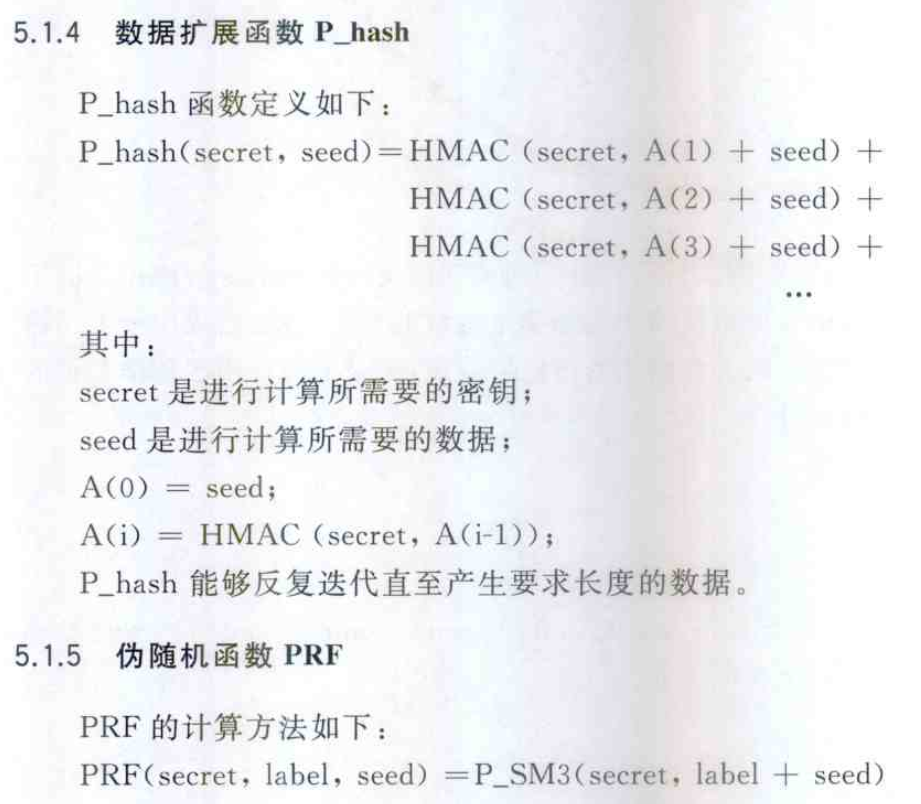 5.1.4 数据扩展函数 P_hash
P_hash 函数定义如下：
P_hash(secret, seed)=HMAC (secret, A(1) + seed) +
HMAC (secret, A(2) + seed) +
HMAC (secret, A(3) + seed) +
…
其中：
secret 是进行计算所需要的密钥；
seed 是进行计算所需要的数据；
A(0) = seed；
A(i) = HMAC (secret, A(i-1))；
P_hash 能够反复迭代直至产生要求长度的数据。
5.1.5 伪随机函数 PRF
PRF 的计算方法如下：
PRF(secret, label, seed) =P_SM3(secret, label + seed)